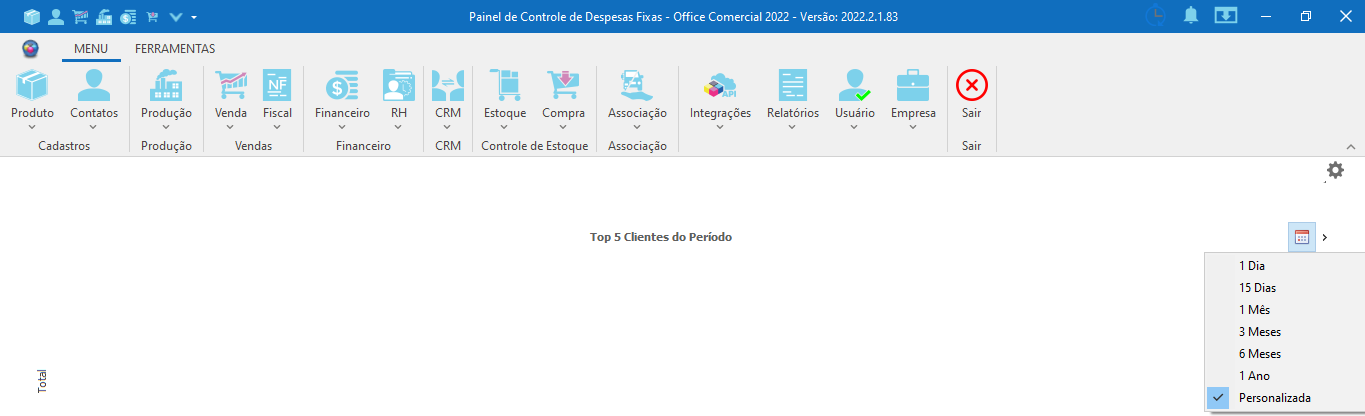 Painel de Controle de Despesas Fixas - Office Comercial 2022 - Versão: 2022.2.1.83
MENU FERRAMENTAS
NF
API
Produto Contatos Produção Venda Fiscal Financeiro RH CRM Estoque Compra Associação Integrações Relatórios Usuário Empresa Sair
Cadastros Produção Vendas Financeiro CRM Controle de Estoque Associação Sair
Top 5 Clientes do Período
1 Dia
15 Dias
1 Mês
3 Meses
6 Meses
1 Ano
Personalizada
Total